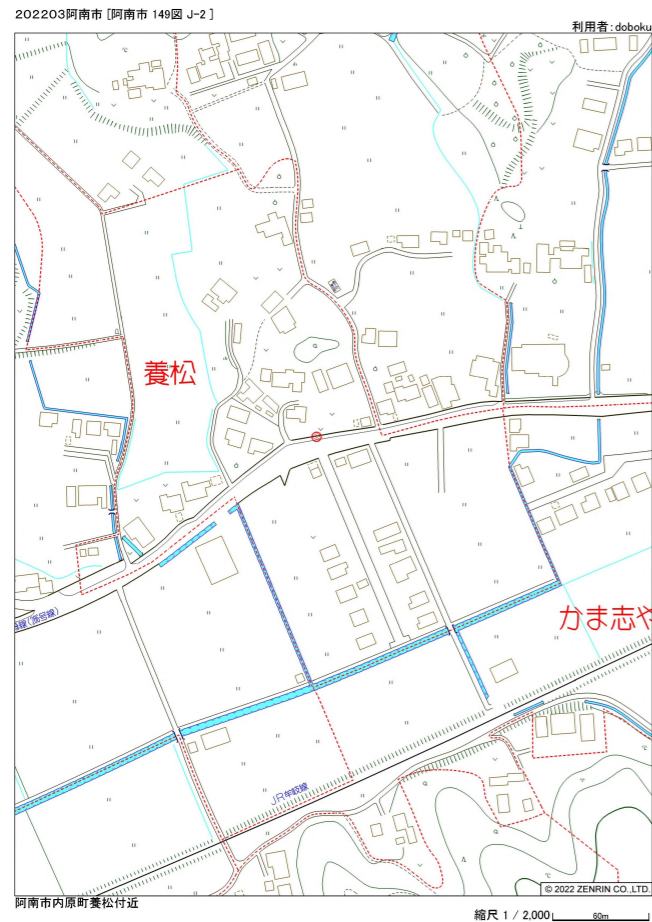 202203阿南市 [阿南市 149図 J-2 ]
利用者:doboku
養松
かま志や
JR牟岐線
© 2022 ZENRIN CO.,LTD.
阿南市内原町養松付近
縮尺 1 / 2,000
60m